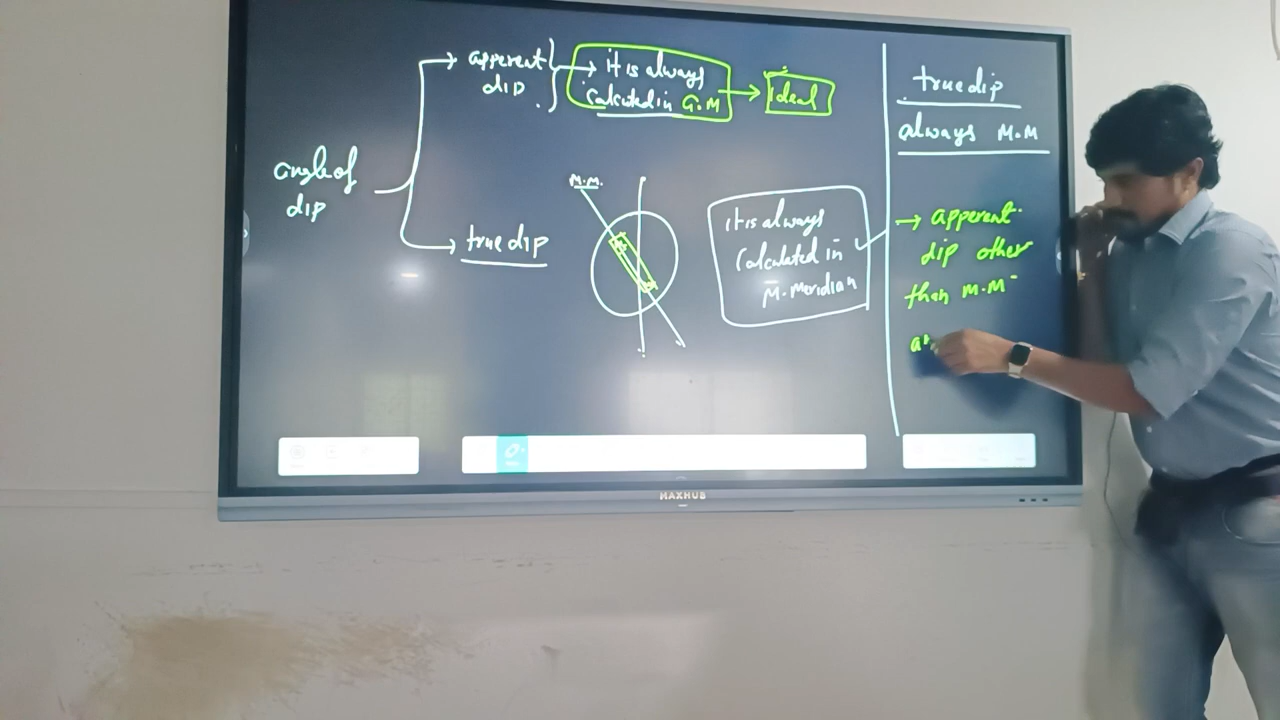 angle of
dip
apperent
dip
it is always
Calcuted in G.M
ideal
true dip
M.M.
it is always
Calculated in
M. Meridian
true dip
always M.M
→ apperent
dip other
than M.M
MAXHUB